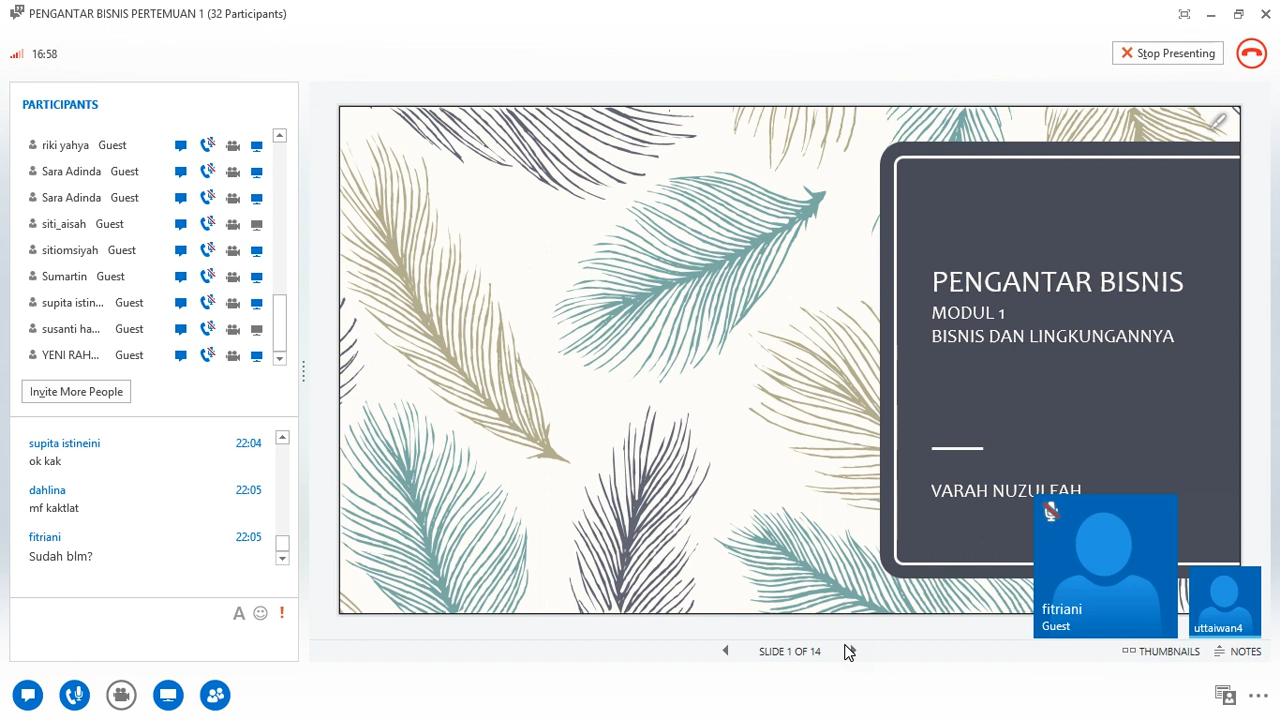 PENGANTAR BISNIS PERTEMUAN 1 (32 Participants)
16:58
Stop Presenting
PARTICIPANTS
riki yahya Guest
Sara Adinda Guest
Sara Adinda Guest
siti_aisah Guest
sitiomsiyah Guest
Sumartin Guest
supita istin... Guest
susanti ha... Guest
YENI RAH... Guest
Invite More People
supita istineini 22:04
ok kak
dahlina 22:05
mf kaktlat
fitriani 22:05
Sudah blm?
A
PENGANTAR BISNIS
MODUL 1
BISNIS DAN LINGKUNGANNYA
VARAH NUZULFAH
fitriani
Guest
uttaiwan4
SLIDE 1 OF 14
THUMBNAILS
NOTES